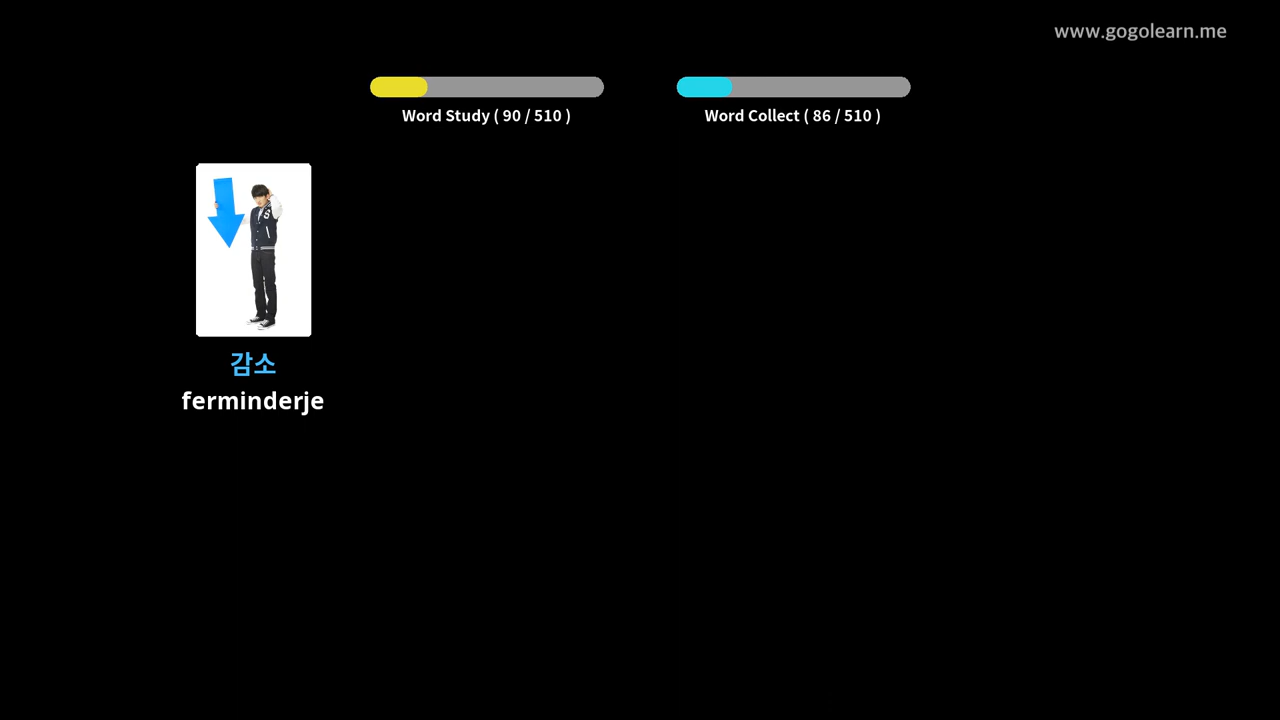 www.gogolearn.me
Word Study ( 90 / 510 )
Word Collect ( 86 / 510 )
S
감소
ferminderje